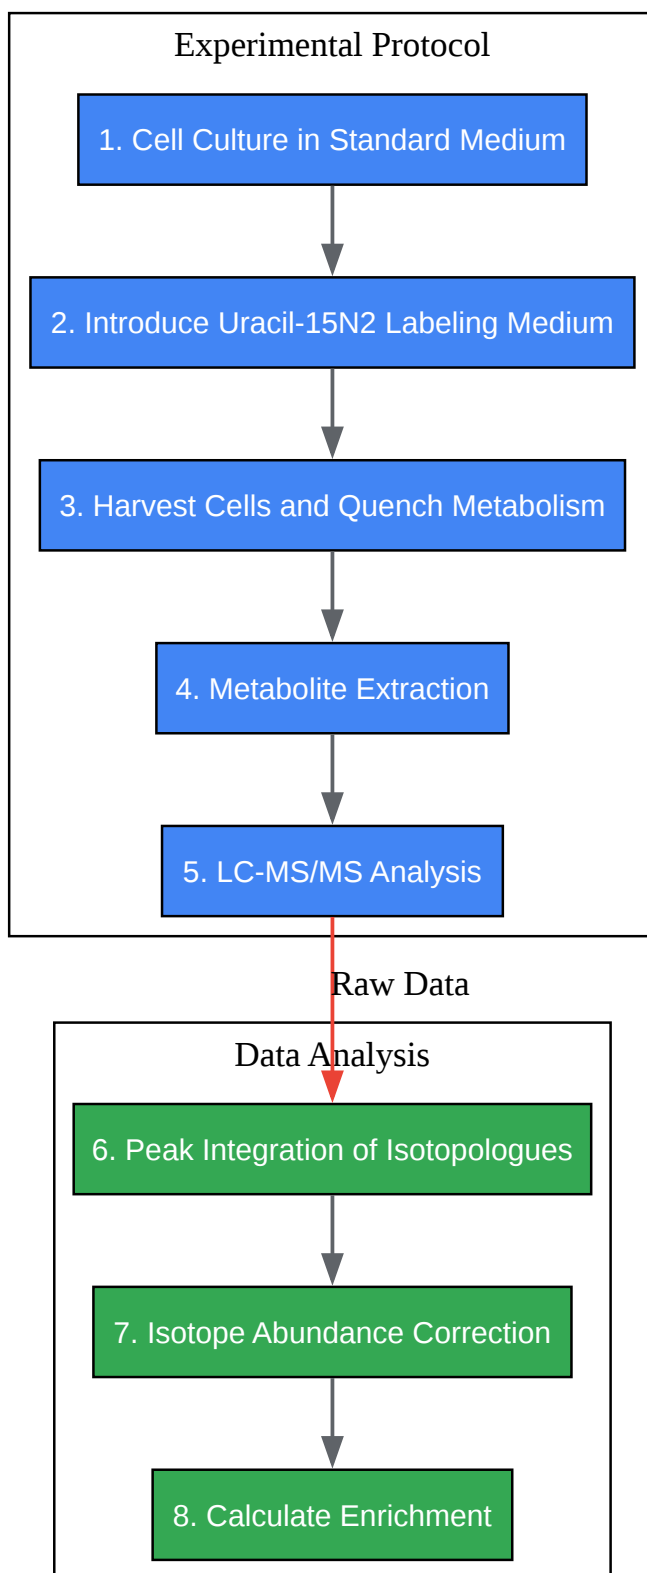 Experimental Protocol
1. Cell Culture in Standard Medium
2. Introduce Uracil-15N2 Labeling Medium
3. Harvest Cells and Quench Metabolism
4. Metabolite Extraction
5. LC-MS/MS Analysis
Raw Data
Data Analysis
6. Peak Integration of Isotopologues
7. Isotope Abundance Correction
8. Calculate Enrichment